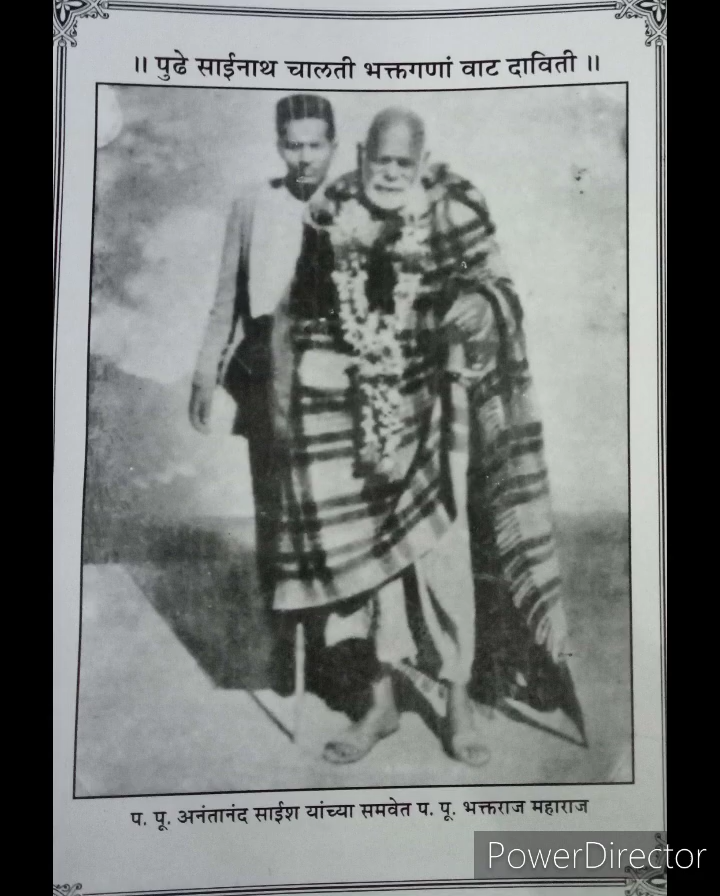 ॥ पुढे साईनाथ चालती भक्तगणां वाट दाविती ॥
प. पू. अनंतानंद साईश यांच्या समवेत प. पू. भक्तराज महाराज
PowerDirector